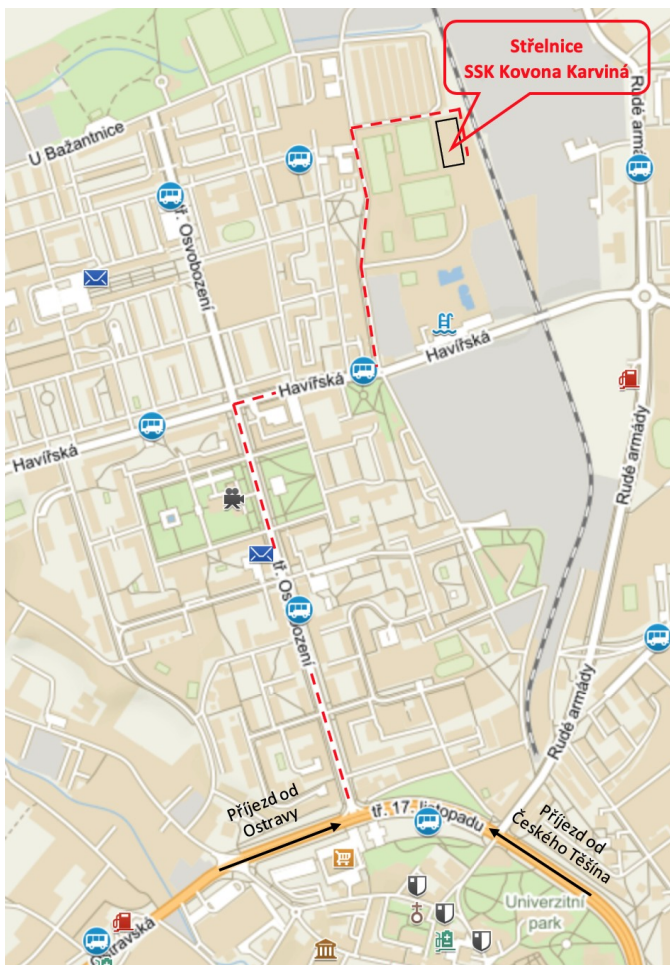 Střelnice
SSK Kovona Karviná
Rudé armády
U Bažantnice
tř. Osvobození
Havířská
Havířská
Havířská
Rudé armády
tř. Osvobození
Rudé armády
Příjezd od
Ostravy
tř. 17. listopadu
Příjezd od
Českého Těšína
Univerzitní
park
Ostravská